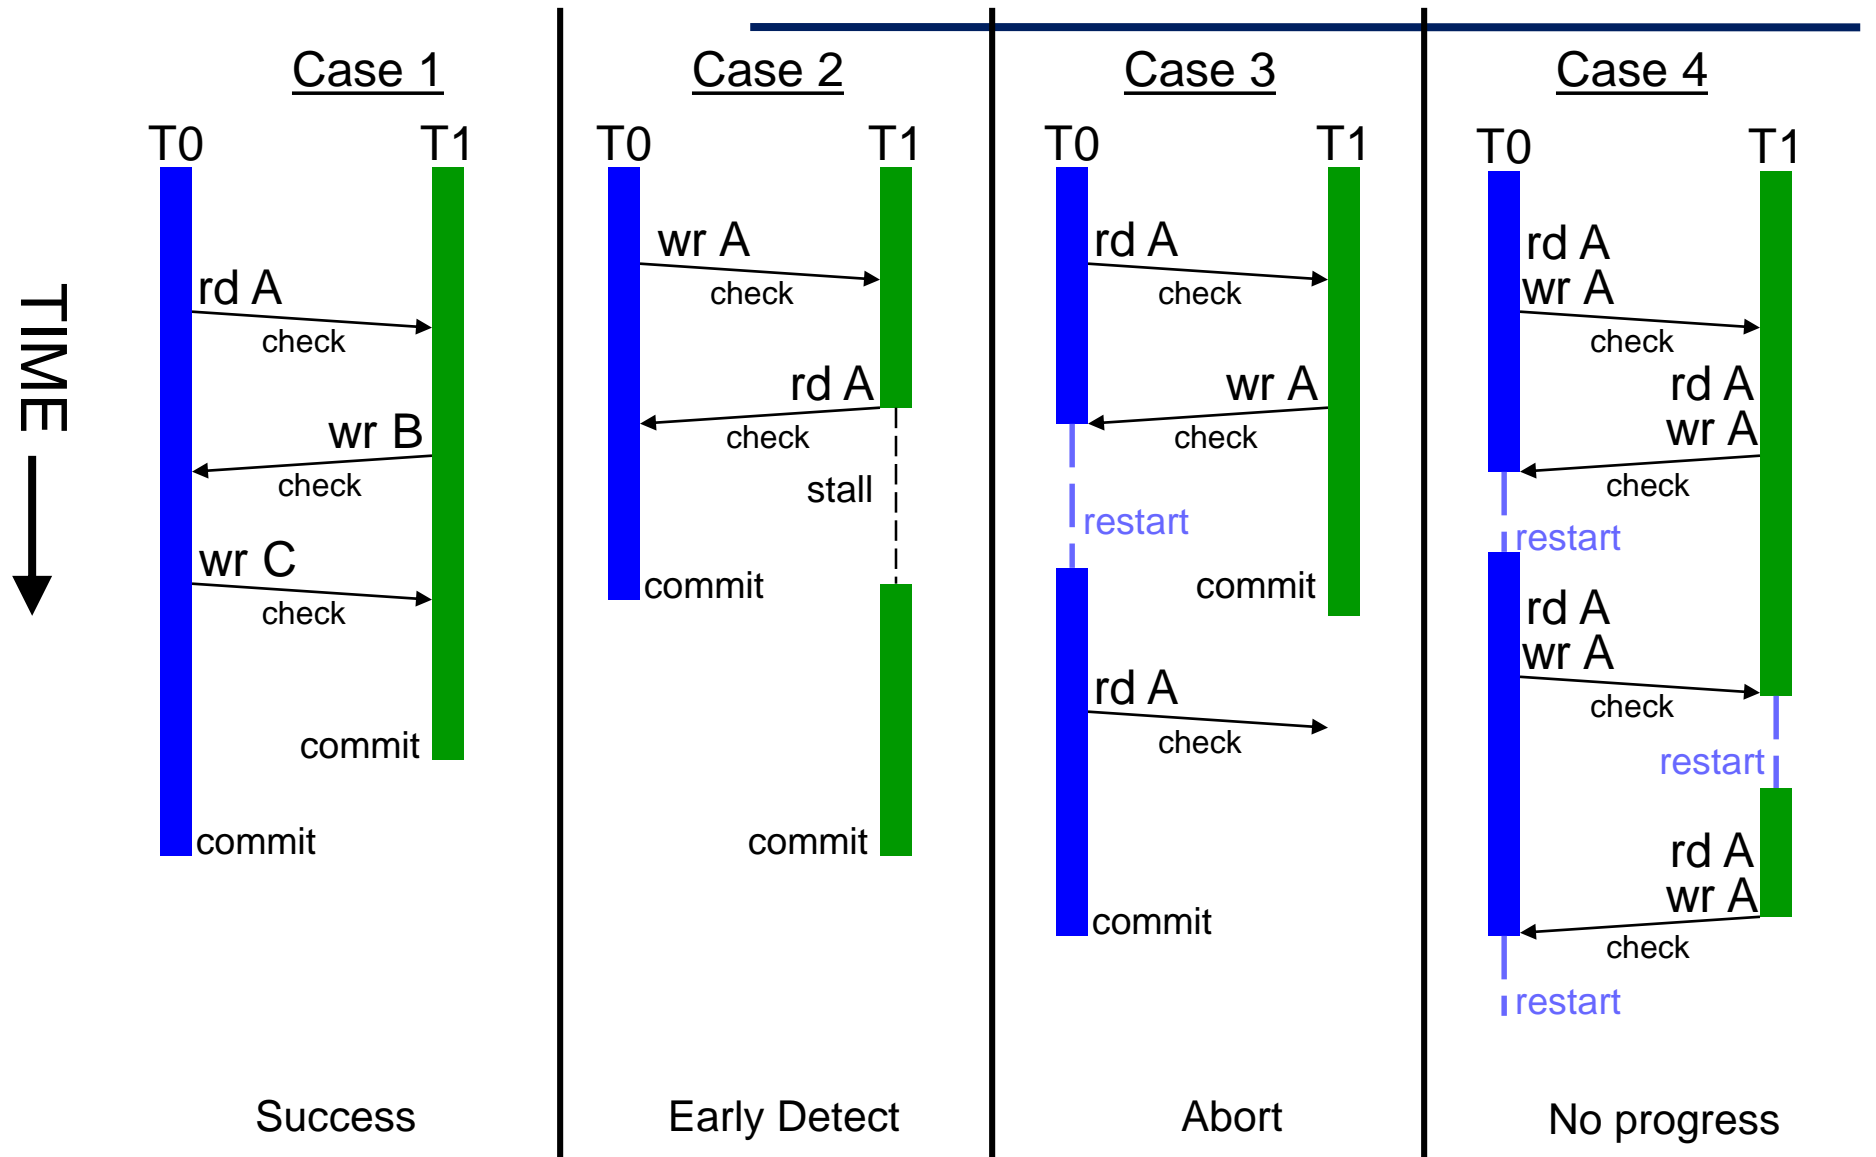 TIME
Case 1
T0 T1
rd A
check
wr B
check
wr C
check
commit
commit
Success
Case 2
T0 T1
wr A
check
rd A
check
stall
commit
commit
Early Detect
Case 3
T0 T1
rd A
check
wr A
check
restart
commit
rd A
check
commit
Abort
Case 4
T0 T1
rd A
wr A
check
rd A
wr A
check
restart
rd A
wr A
check
restart
rd A
wr A
check
restart
No progress